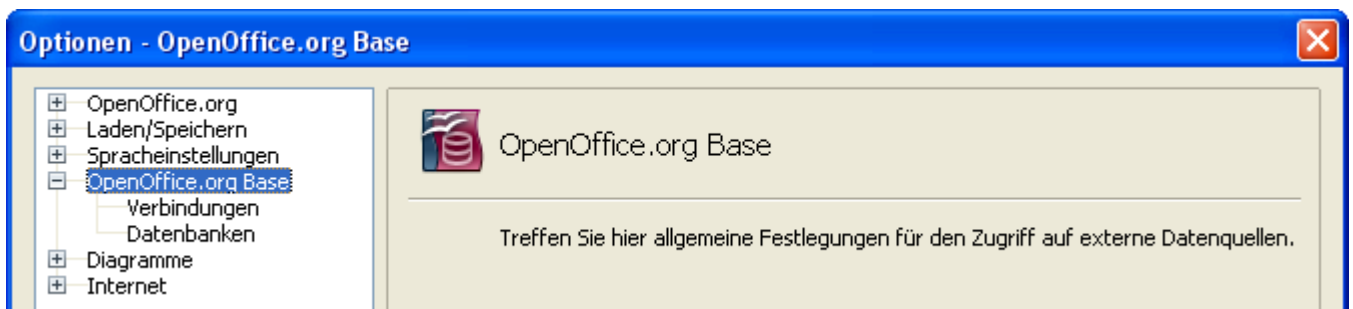 Optionen - OpenOffice.org Base
OpenOffice.org
Laden/Speichern
Spracheinstellungen
OpenOffice.org Base
Verbindungen
Datenbanken
Diagramme
Internet
OpenOffice.org Base
Treffen Sie hier allgemeine Festlegungen für den Zugriff auf externe Datenquellen.